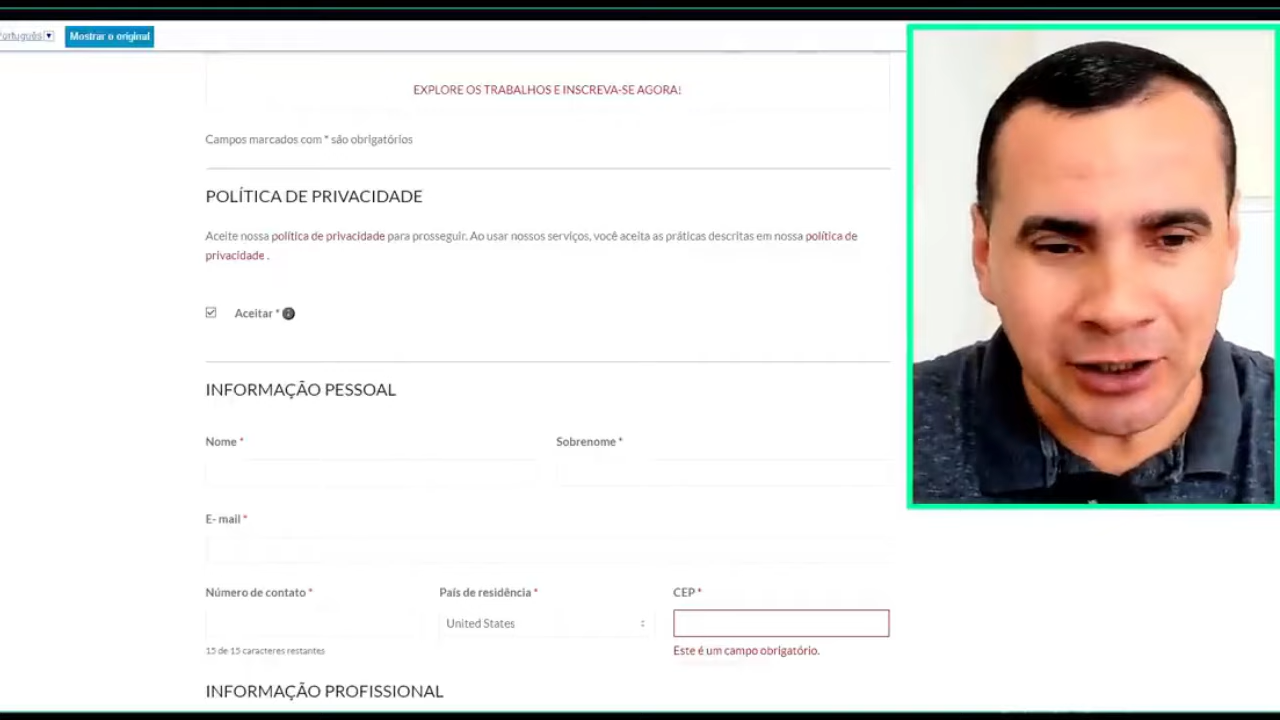 Português
Mostrar o original
EXPLORE OS TRABALHOS E INSCREVA-SE AGORA!
Campos marcados com * são obrigatórios
POLÍTICA DE PRIVACIDADE
Aceite nossa política de privacidade para prosseguir. Ao usar nossos serviços, você aceita as práticas descritas em nossa política de
privacidade .
Aceitar *
INFORMAÇÃO PESSOAL
Nome *
Sobrenome *
E- mail *
Número de contato *
País de residência *
CEP *
United States
15 de 15 caracteres restantes
Este é um campo obrigatório.
INFORMAÇÃO PROFISSIONAL